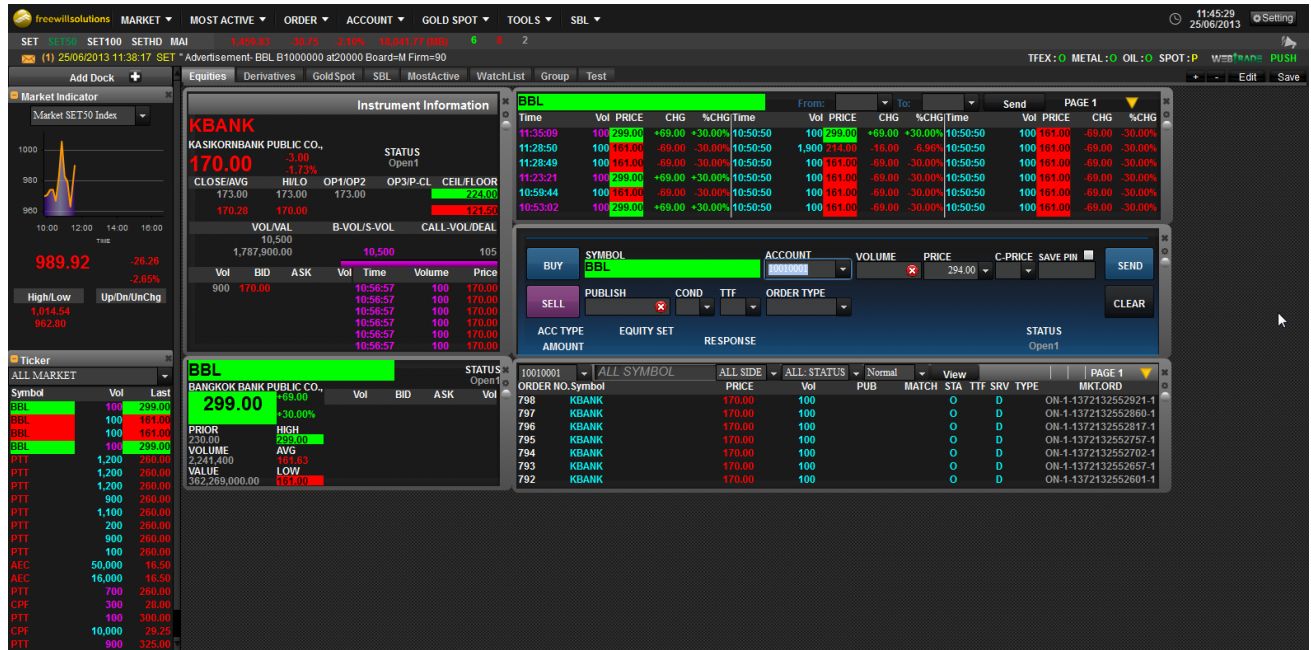 freewillsolutions MARKET MOST ACTIVE ORDER ACCOUNT GOLD SPOT TOOLS SBL 11:45:29 25/06/2013 Setting
SET SET50 SET100 SETHD MAI 1,459.83 -30.75 -2.10% 18,041.77 (MB) 6 2
(1) 25/06/2013 11:38:17 SET " Advertisement- BBL B1000000 at20000 Board=M Firm=90 TFEX : O METAL : O OIL : O SPOT : P WEBTRADE PUSH
Add Dock Equities Derivatives GoldSpot SBL MostActive WatchList Group Test + - Edit Save
Market Indicator
Market SET50 Index
1000
980
960
10:00 12:00 14:00 16:00
TIME
989.92 -26.26
-2.65%
High/Low Up/Dn/UnChg
1,014.54
962.80
Ticker
ALL MARKET
Symbol Vol Last
BBL 100 299.00
BBL 100 161.00
BBL 100 161.00
BBL 100 299.00
PTT 1,200 260.00
PTT 1,200 260.00
PTT 1,200 260.00
PTT 900 260.00
PTT 1,100 260.00
PTT 200 260.00
PTT 900 260.00
PTT 100 260.00
AEC 50,000 16.50
AEC 16,000 16.50
PTT 700 260.00
CPF 300 28.00
PTT 100 300.00
CPF 10,000 29.25
PTT 900 325.00
Instrument Information
KBANK
KASIKORNBANK PUBLIC CO., STATUS
170.00 -3.00 Open1
-1.73%
CLOSE/AVG HI/LO OP1/OP2 OP3/P-CL CEIL/FLOOR
173.00 173.00 173.00 224.00
170.28 170.00 121.50
VOL/VAL B-VOL/S-VOL CALL-VOL/DEAL
10,500
1,787,900.00 10,500 105
Vol BID ASK Vol Time Volume Price
900 170.00 10:56:57 100 170.00
10:56:57 100 170.00
10:56:57 100 170.00
10:56:57 100 170.00
10:56:57 100 170.00
BBL STATUS
BANGKOK BANK PUBLIC CO., Open1
299.00 +69.00 Vol BID ASK Vol
+30.00%
PRIOR HIGH
230.00 299.00
VOLUME AVG
2,241,400 161.63
VALUE LOW
362,269,000.00 161.00
BBL From: To: Send PAGE 1
Time Vol PRICE CHG %CHG Time Vol PRICE CHG %CHG Time Vol PRICE CHG %CHG
11:35:09 100 299.00 +69.00 +30.00% 10:50:50 100 299.00 +69.00 +30.00% 10:50:50 100 161.00 -69.00 -30.00%
11:28:50 100 161.00 -69.00 -30.00% 10:50:50 1,900 214.00 -16.00 -6.96% 10:50:50 100 161.00 -69.00 -30.00%
11:28:49 100 161.00 -69.00 -30.00% 10:50:50 100 161.00 -69.00 -30.00% 10:50:50 100 161.00 -69.00 -30.00%
11:23:21 100 299.00 +69.00 +30.00% 10:50:50 100 161.00 -69.00 -30.00% 10:50:50 100 161.00 -69.00 -30.00%
10:59:44 100 161.00 -69.00 -30.00% 10:50:50 100 161.00 -69.00 -30.00% 10:50:50 100 161.00 -69.00 -30.00%
10:53:02 100 299.00 +69.00 +30.00% 10:50:50 100 161.00 -69.00 -30.00% 10:50:50 100 161.00 -69.00 -30.00%
SYMBOL ACCOUNT VOLUME PRICE C-PRICE SAVE PIN
BUY BBL 10010001 294.00 SEND
PUBLISH COND TTF ORDER TYPE
SELL CLEAR
ACC TYPE EQUITY SET STATUS
AMOUNT RESPONSE Open1
10010001 ALL SYMBOL ALL SIDE ALL: STATUS Normal View PAGE 1
ORDER NO. Symbol PRICE Vol PUB MATCH STA TTF SRV TYPE MKT.ORD
798 KBANK 170.00 100 O D ON-1-1372132552921-1
797 KBANK 170.00 100 O D ON-1-1372132552860-1
796 KBANK 170.00 100 O D ON-1-1372132552817-1
795 KBANK 170.00 100 O D ON-1-1372132552757-1
794 KBANK 170.00 100 O D ON-1-1372132552702-1
793 KBANK 170.00 100 O D ON-1-1372132552657-1
792 KBANK 170.00 100 O D ON-1-1372132552601-1